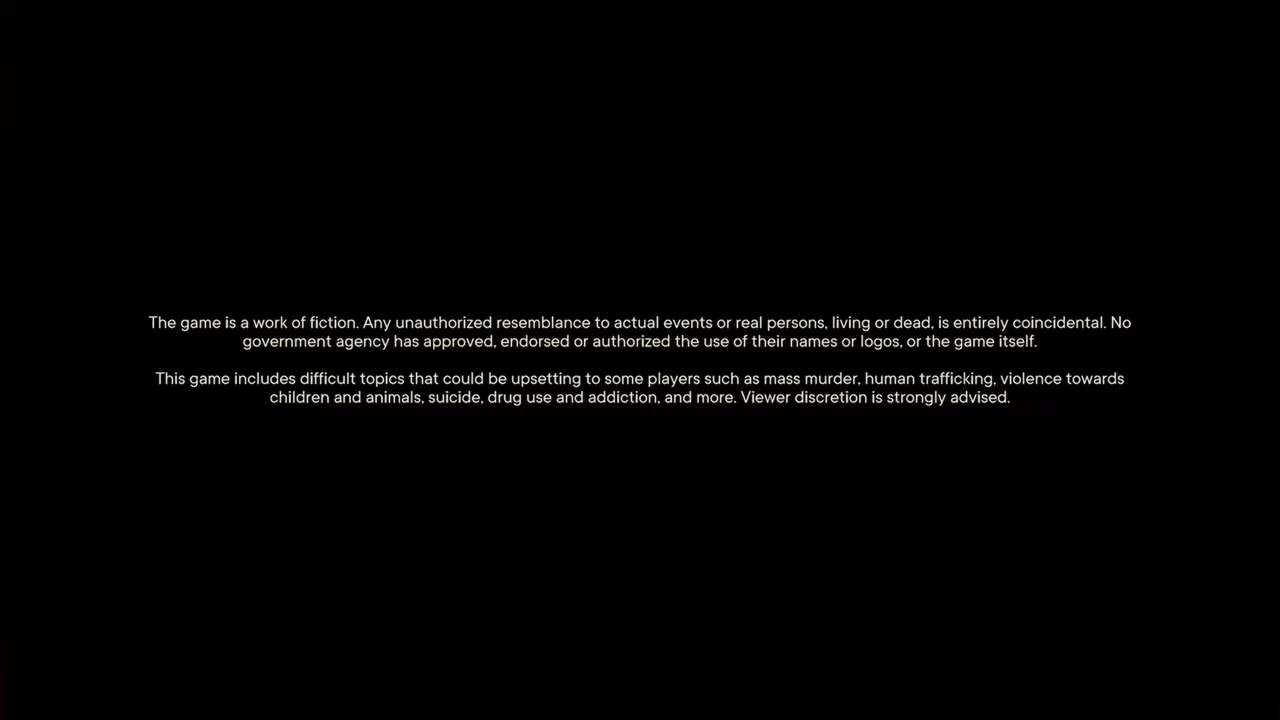 The game is a work of fiction. Any unauthorized resemblance to actual events or real persons, living or dead, is entirely coincidental. No
government agency has approved, endorsed or authorized the use of their names or logos, or the game itself.
This game includes difficult topics that could be upsetting to some players such as mass murder, human trafficking, violence towards
children and animals, suicide, drug use and addiction, and more. Viewer discretion is strongly advised.